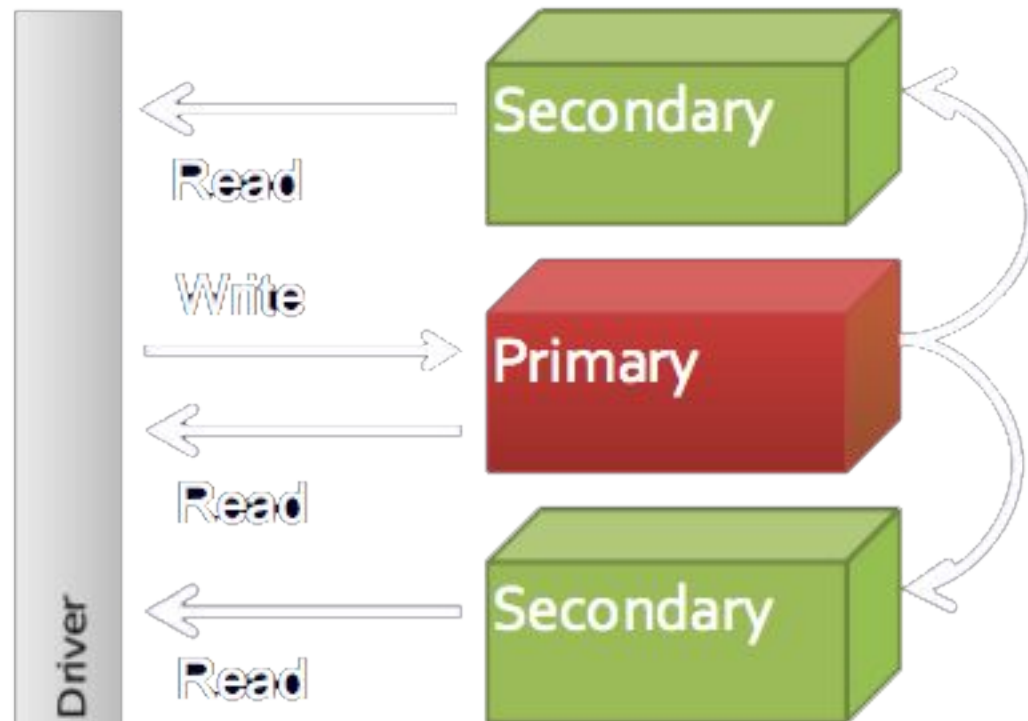 Secondary
Read
Write
Primary
Read
Secondary
Read
Driver